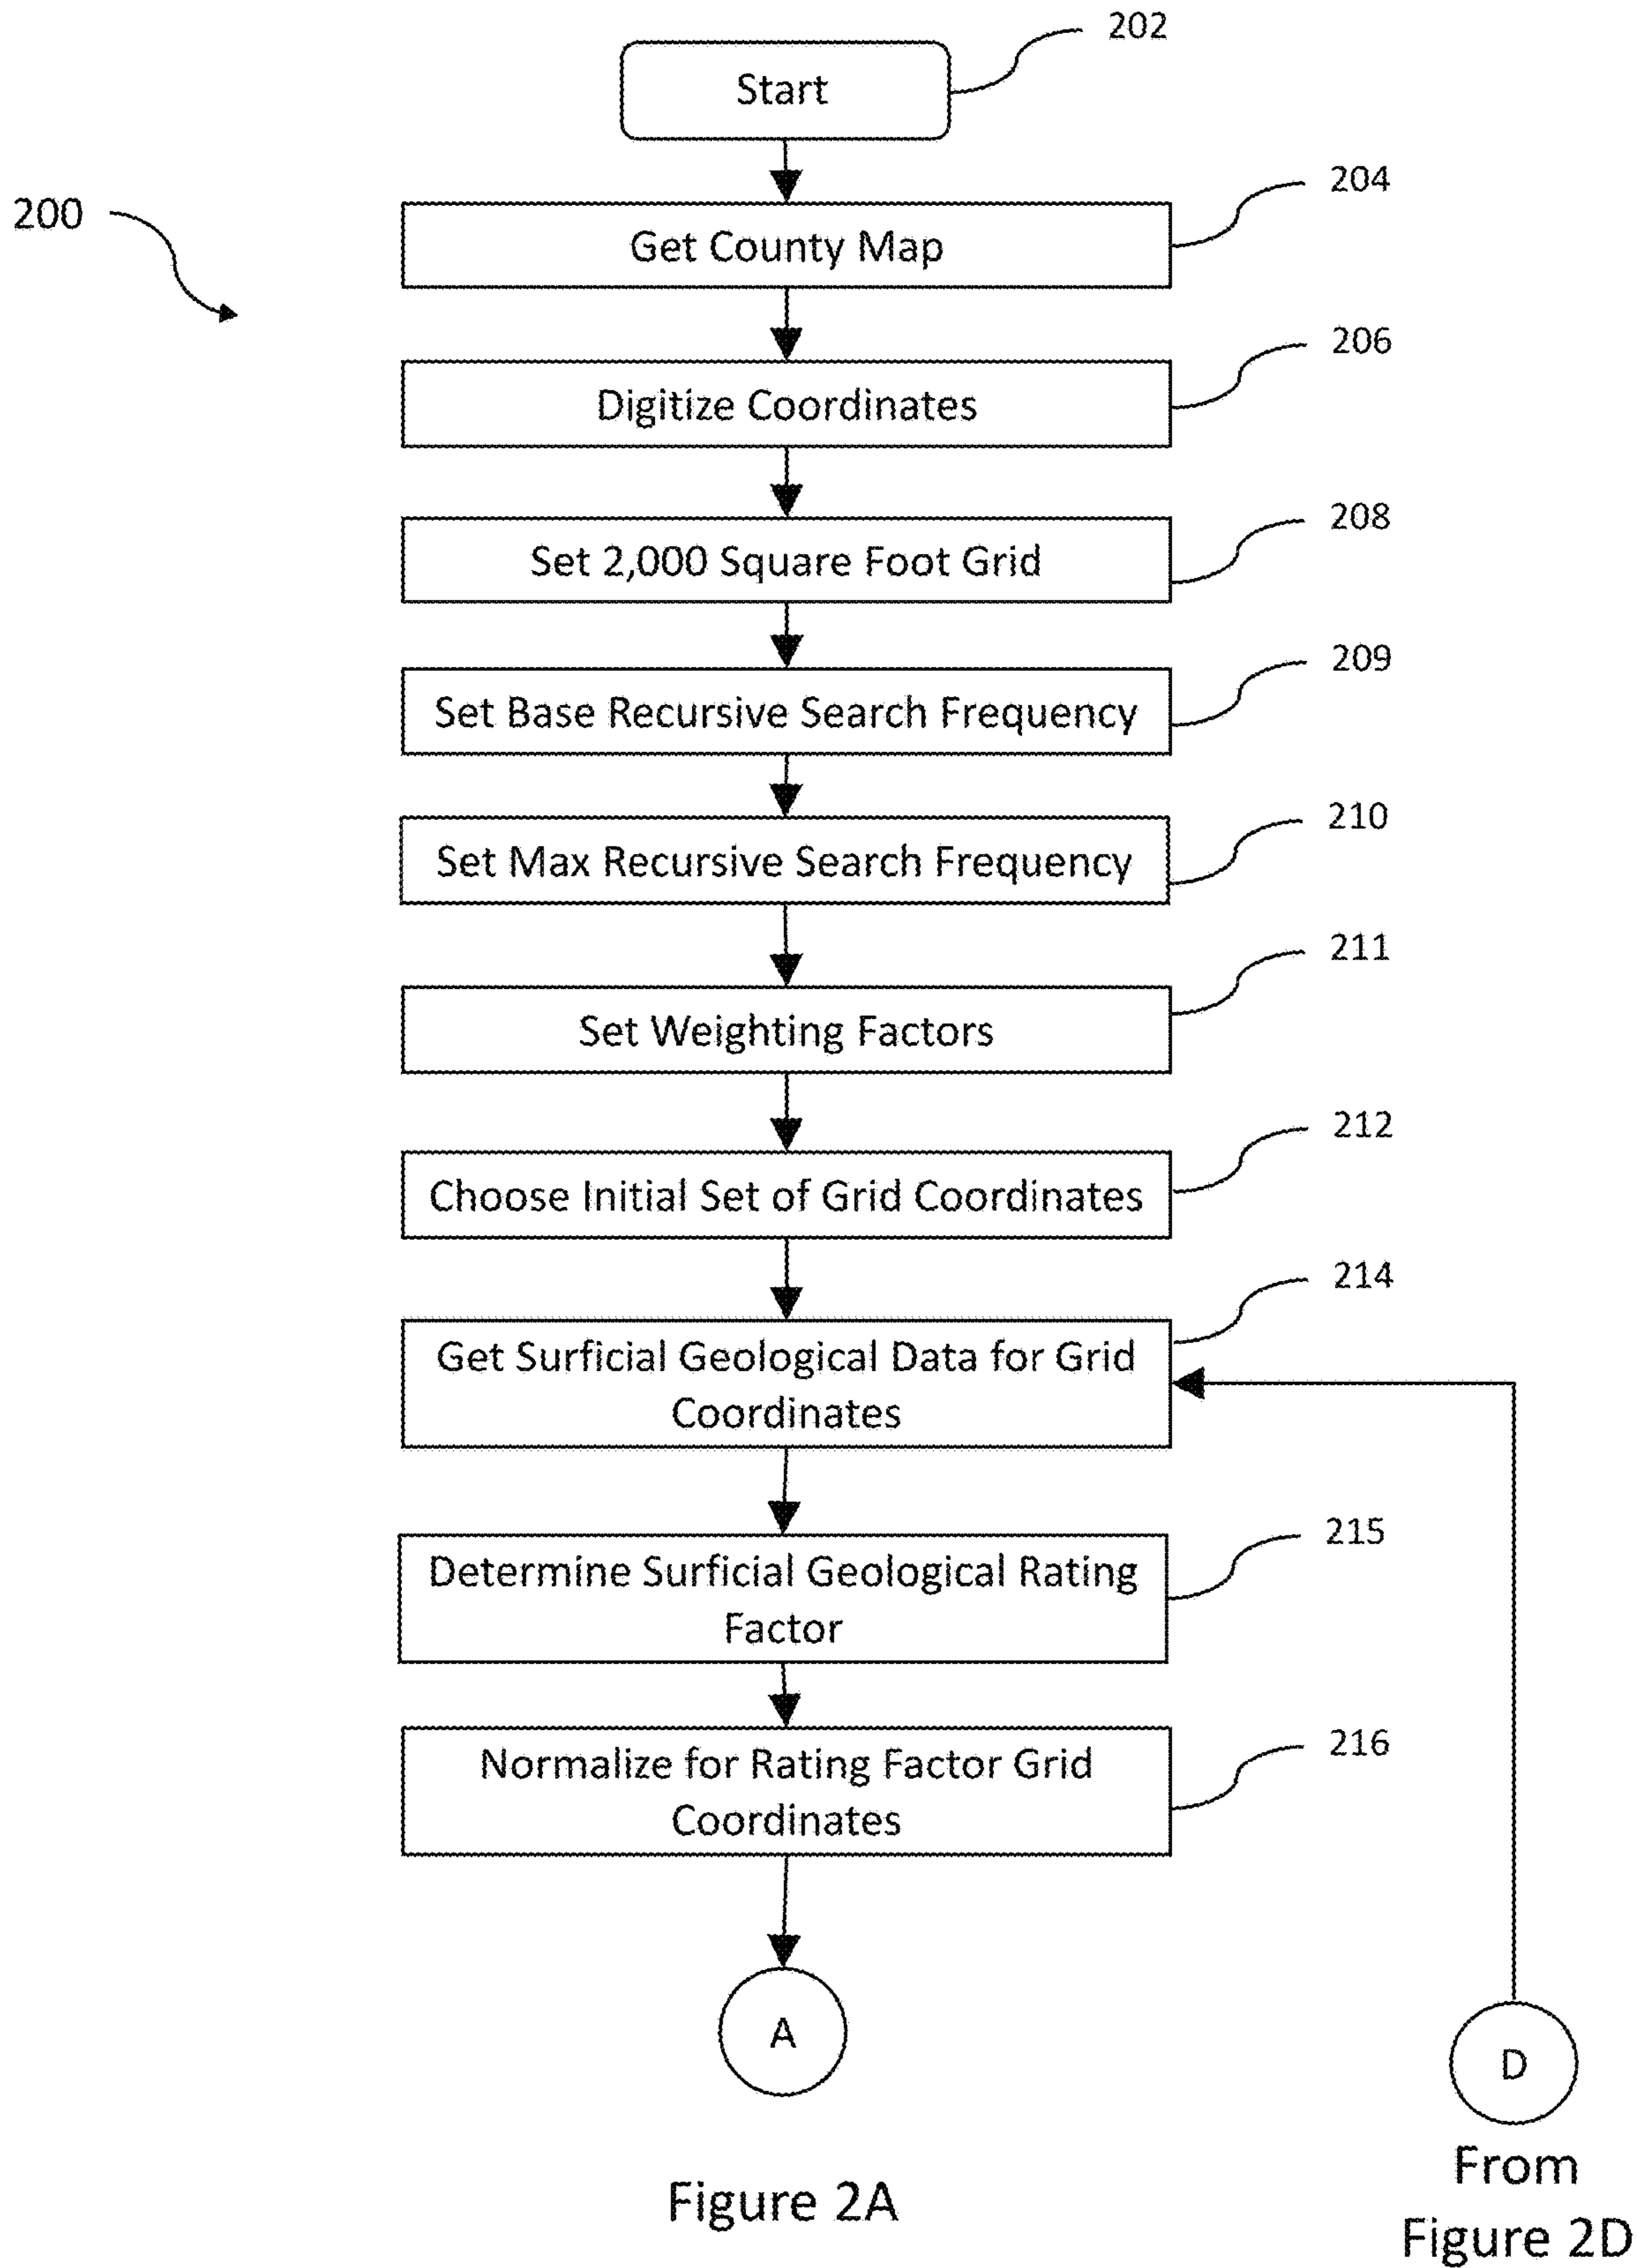 202
Start
204
200
Get County Map
206
Digitize Coordinates
208
Set 2,000 Square Foot Grid
209
Set Base Recursive Search Frequency
210
Set Max Recursive Search Frequency
211
Set Weighting Factors
212
Choose Initial Set of Grid Coordinates
214
Get Surficial Geological Data for Grid
Coordinates
215
Determine Surficial Geological Rating
Factor
216
Normalize for Rating Factor Grid
Coordinates
A
D
From
Figure 2D
Figure 2A